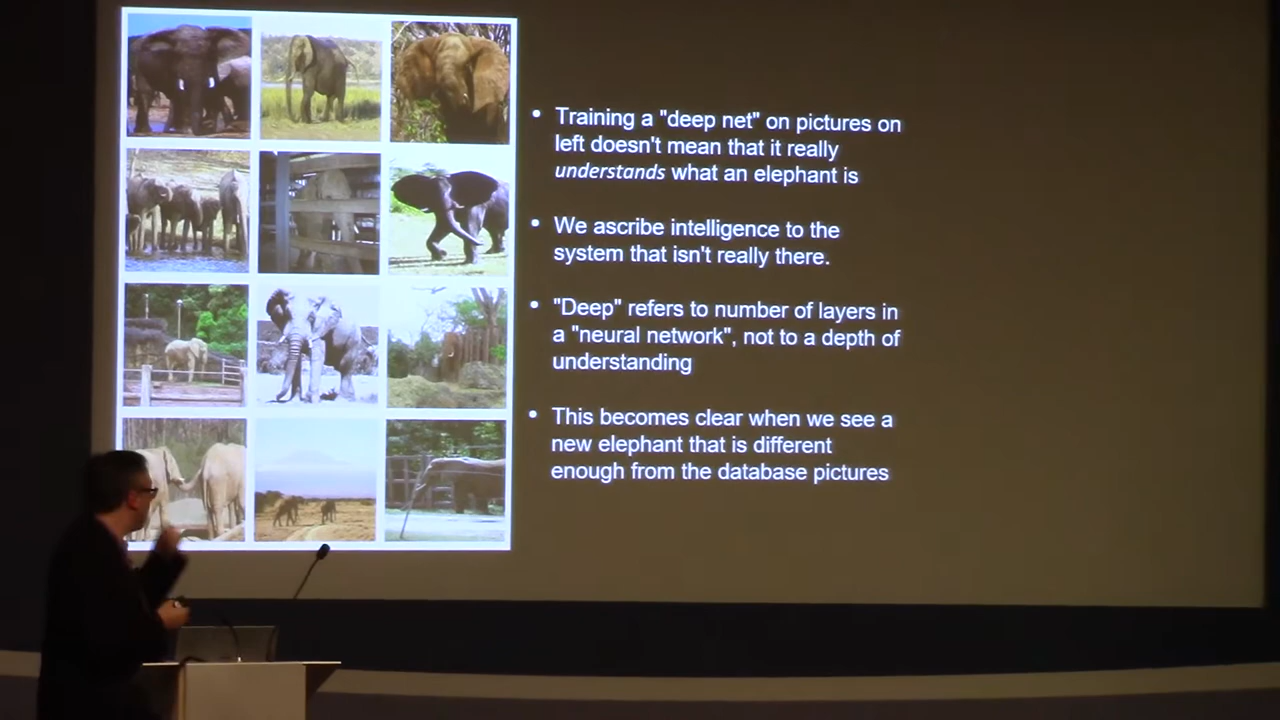 • Training a "deep net" on pictures on
left doesn't mean that it really
understands what an elephant is
• We ascribe intelligence to the
system that isn't really there.
• "Deep" refers to number of layers in
a "neural network", not to a depth of
understanding
• This becomes clear when we see a
new elephant that is different
enough from the database pictures